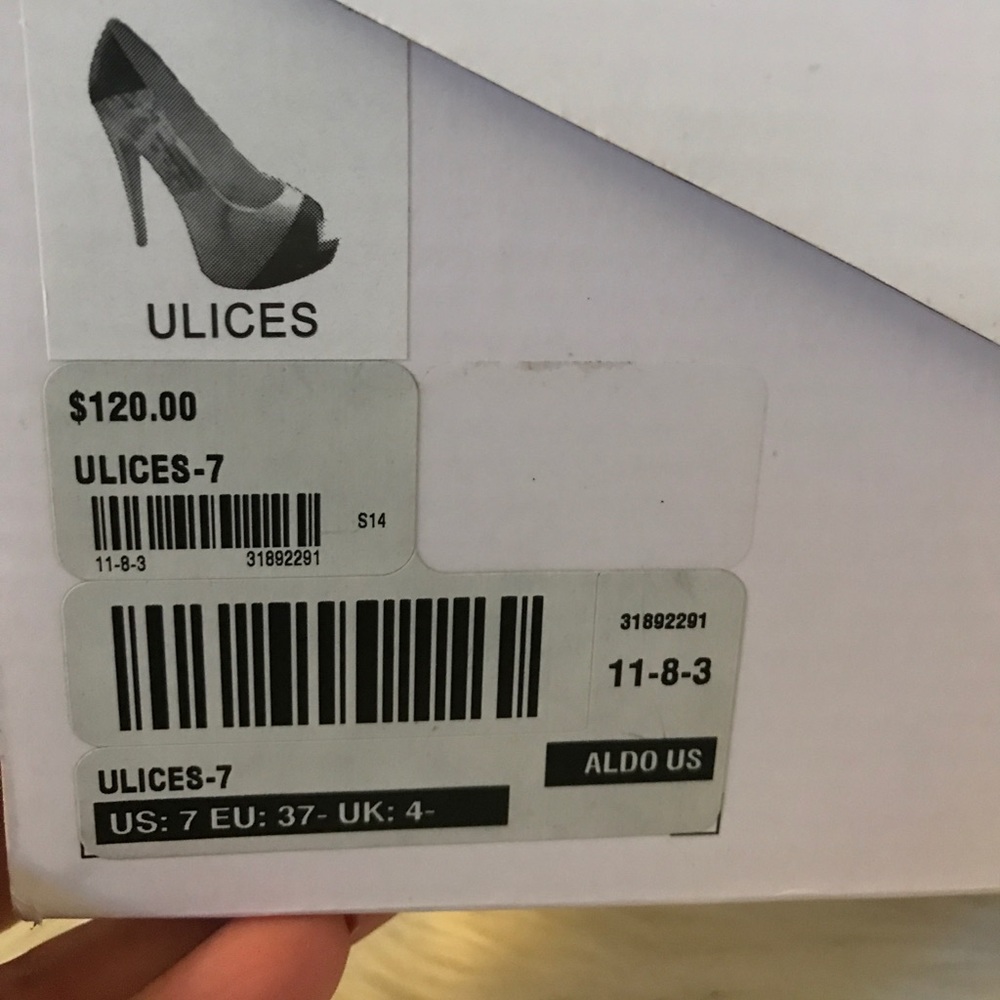 ULICES
$120.00
ULICES-7
S14
11-8-3 31892291
31892291
11-8-3
ALDO US
ULICES-7
US: 7 EU: 37- UK: 4-